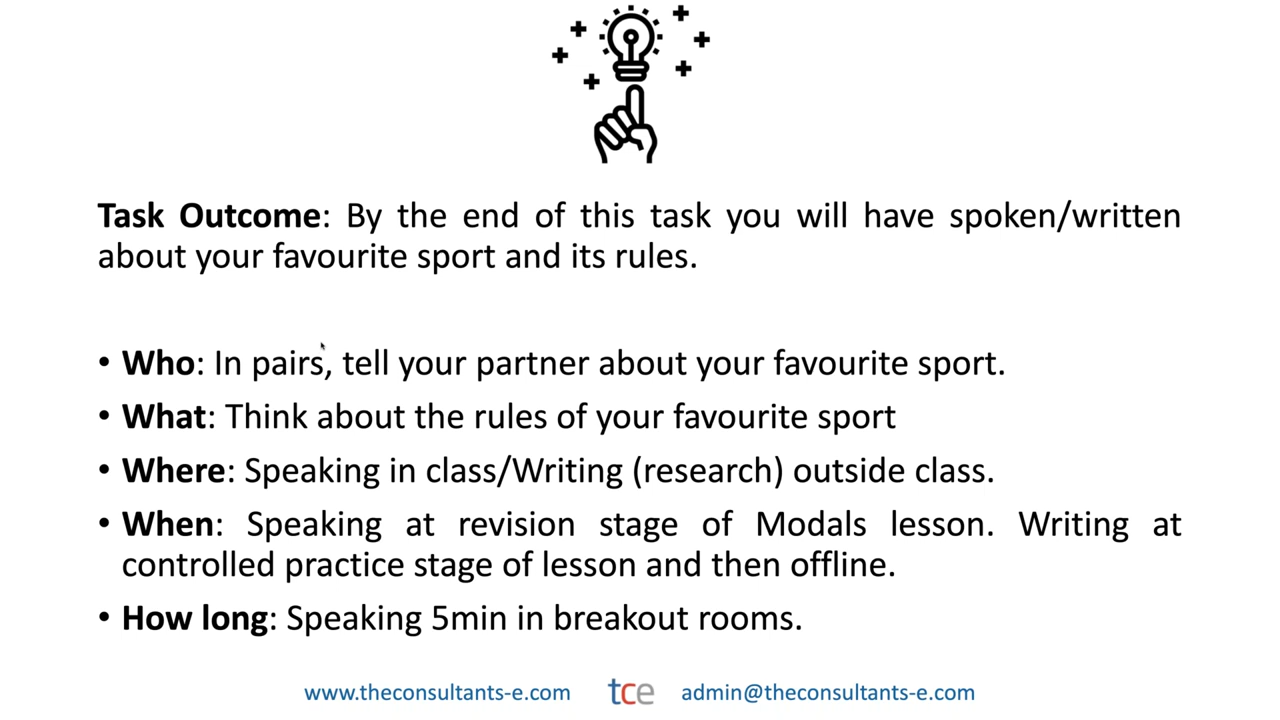 Task Outcome: By the end of this task you will have spoken/written
about your favourite sport and its rules.
• Who: In pairs, tell your partner about your favourite sport.
• What: Think about the rules of your favourite sport
• Where: Speaking in class/Writing (research) outside class.
• When: Speaking at revision stage of Modals lesson. Writing at
controlled practice stage of lesson and then offline.
• How long: Speaking 5min in breakout rooms.
www.theconsultants-e.com tce admin@theconsultants-e.com